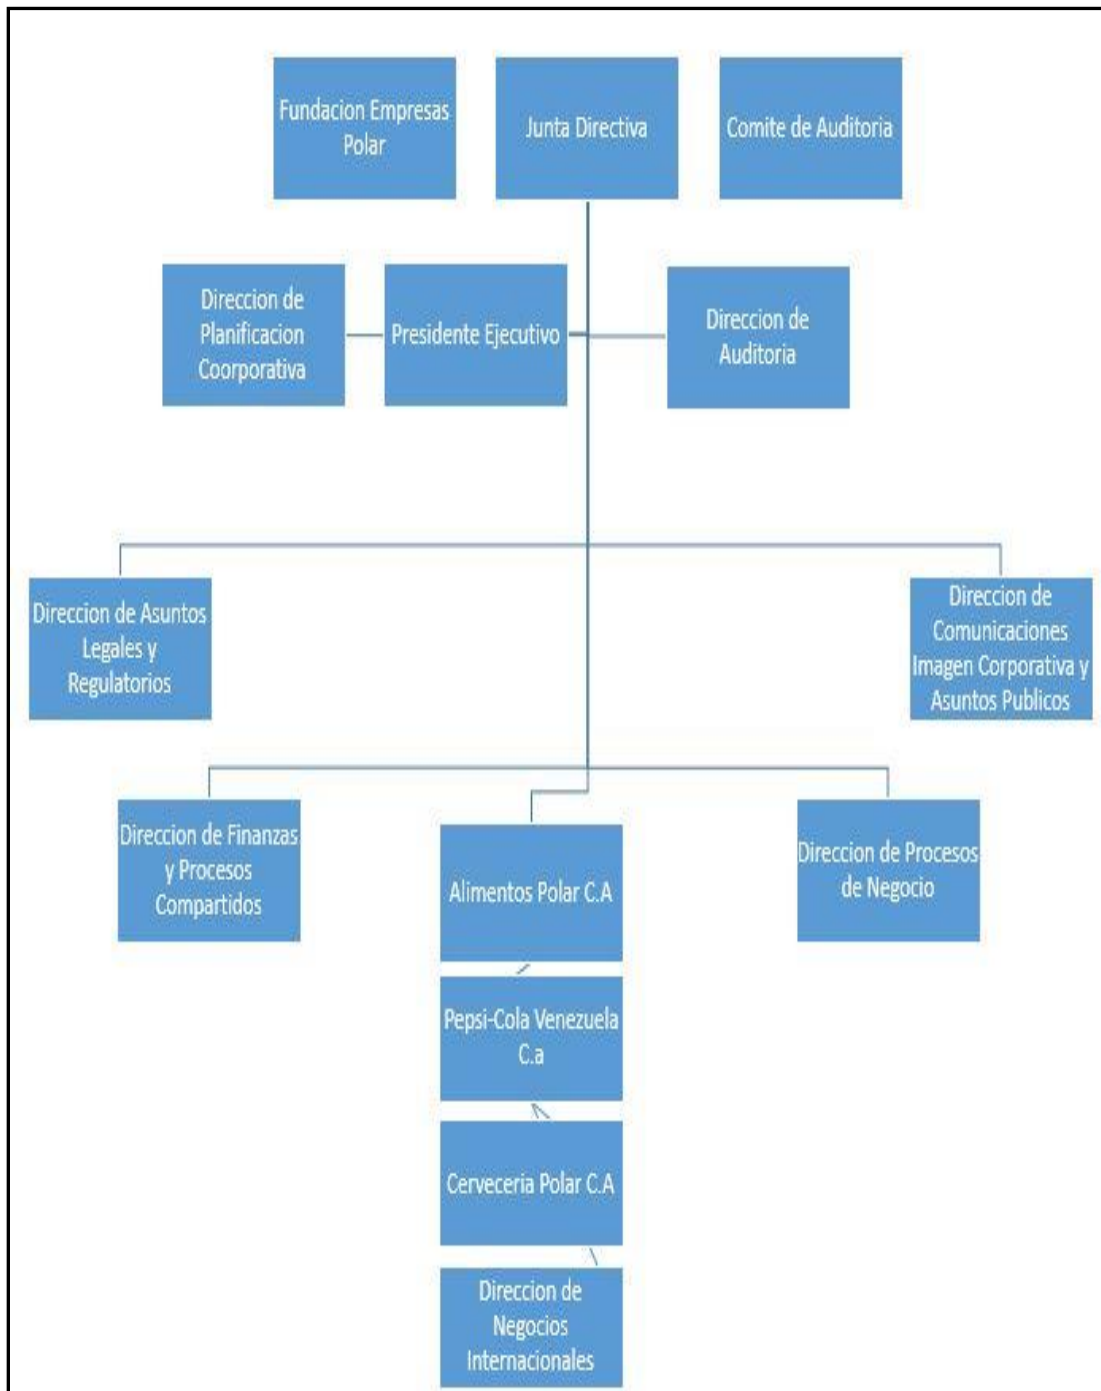 Fundacion Empresas
Polar
Junta Directiva
Comite de Auditoria
Direccion de
Planificacion
Coorporativa
Presidente Ejecutivo
Direccion de
Auditoria
Direccion de Asuntos
Legales y
Regulatorios
Direccion de
Comunicaciones
Imagen Corporativa y
Asuntos Publicos
Direccion de Finanzas
y Procesos
Compartidos
Alimentos Polar C.A
Direccion de Procesos
de Negocio
Pepsi-Cola Venezuela
C.a
Cerveceria Polar C.A
Direccion de
Negocios
Internacionales